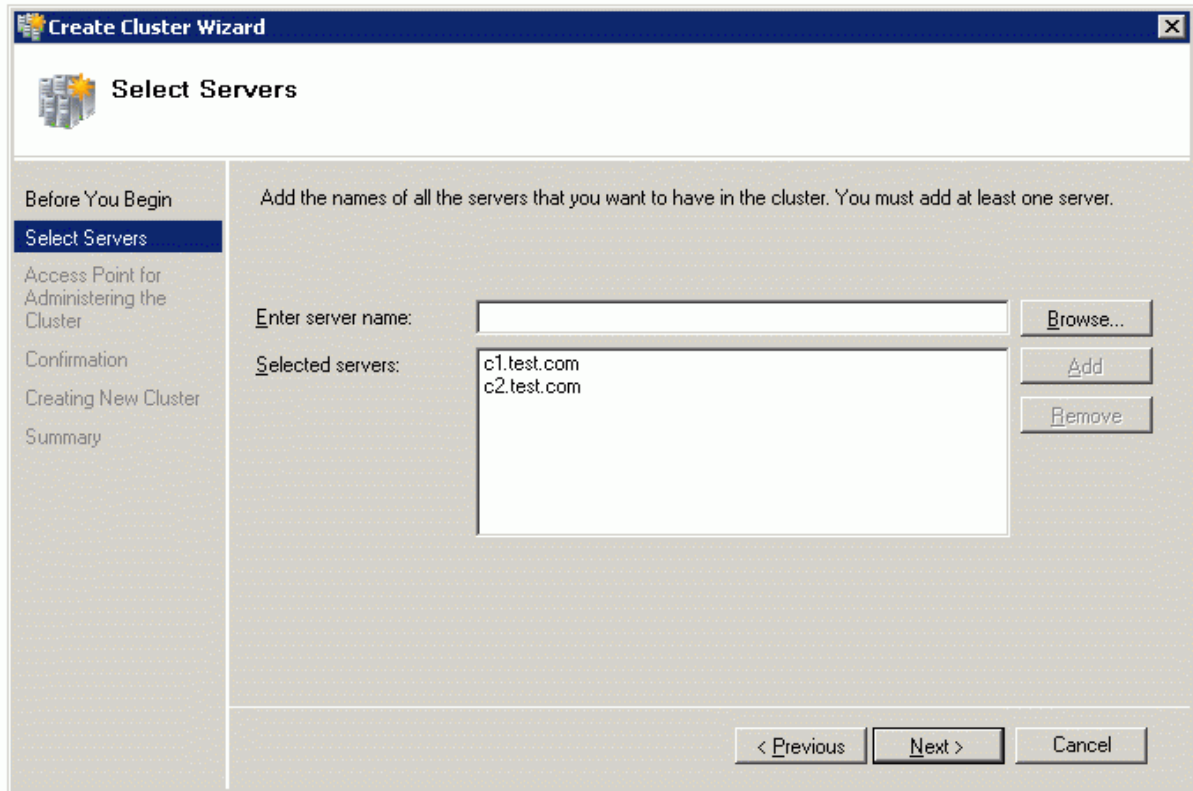 Create Cluster Wizard
Select Servers
Before You Begin
Select Servers
Access Point for
Administering the
Cluster
Confirmation
Creating New Cluster
Summary
Add the names of all the servers that you want to have in the cluster. You must add at least one server.
Enter server name:
Browse...
Selected servers:
c1.test.com
c2.test.com
Add
Remove
< Previous
Next >
Cancel